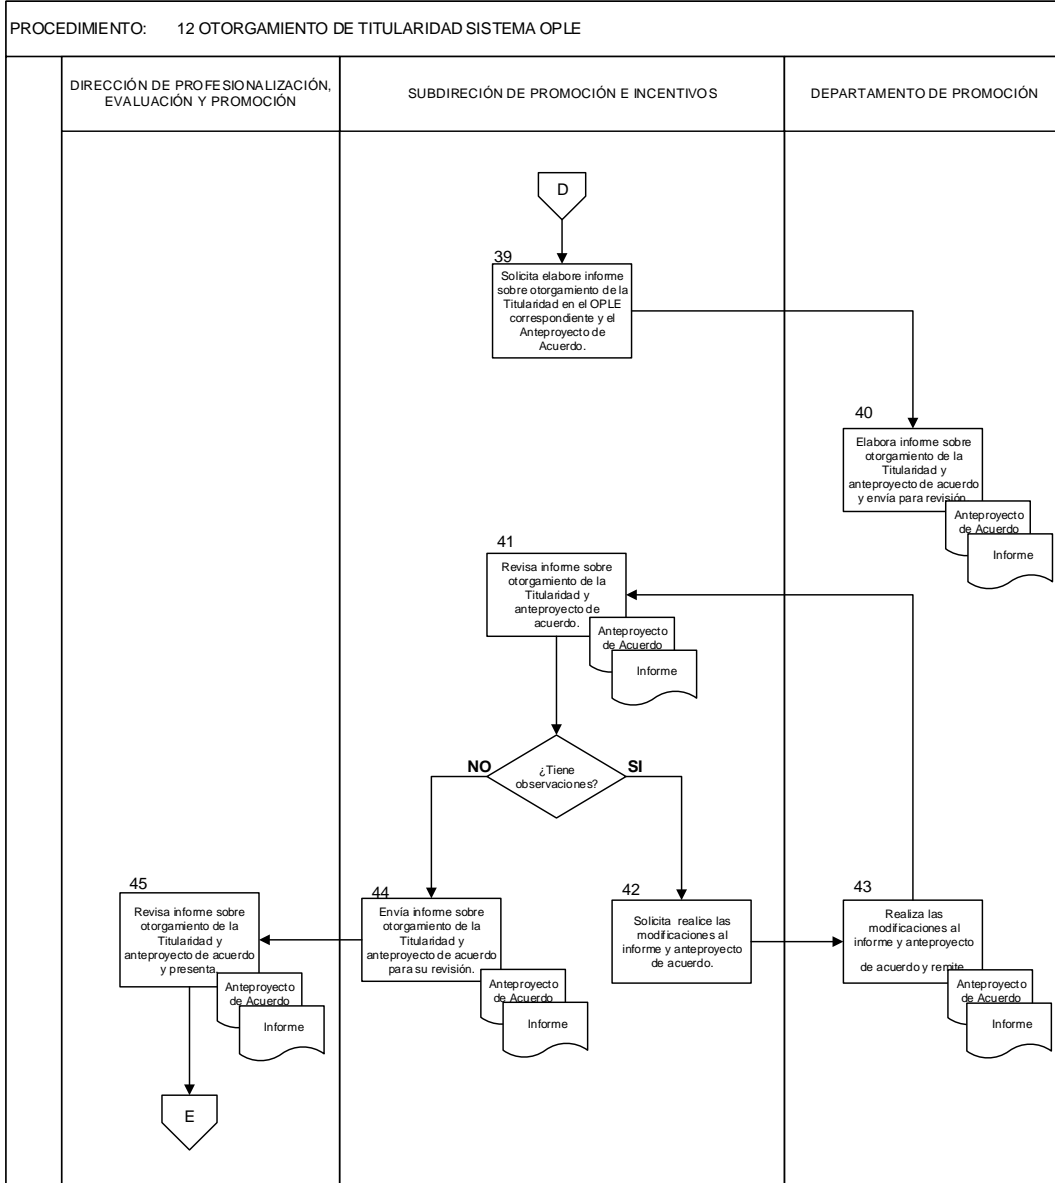 PROCEDIMIENTO: 12 OTORGAMIENTO DE TITULARIDAD SISTEMA OPLE
DIRECCIÓN DE PROFESIONALIZACIÓN,
EVALUACIÓN Y PROMOCIÓN
SUBDIRECIÓN DE PROMOCIÓN E INCENTIVOS
DEPARTAMENTO DE PROMOCIÓN
D
39
Solicita elabore informe
sobre otorgamiento de la
Titularidad en el OPLE
correspondiente y el
Anteproyecto de
Acuerdo.
40
Elabora informe sobre
otorgamiento de la
Titularidad y
anteproyecto de acuerdo
y envía para revisión.
Anteproyecto
de Acuerdo
Informe
41
Revisa informe sobre
otorgamiento de la
Titularidad y
anteproyecto de
acuerdo.
Anteproyecto
de Acuerdo
Informe
¿Tiene
observaciones?
NO
SI
45
Revisa informe sobre
otorgamiento de la
Titularidad y
anteproyecto de acuerdo
y presenta.
Anteproyecto
de Acuerdo
Informe
44
Envía informe sobre
otorgamiento de la
Titularidad y
anteproyecto de acuerdo
para su revisión.
Anteproyecto
de Acuerdo
Informe
42
Solicita realice las
modificaciones al
informe y anteproyecto
de acuerdo.
43
Realiza las
modificaciones al
informe y anteproyecto
de acuerdo y remite
Anteproyecto
de Acuerdo
Informe
E